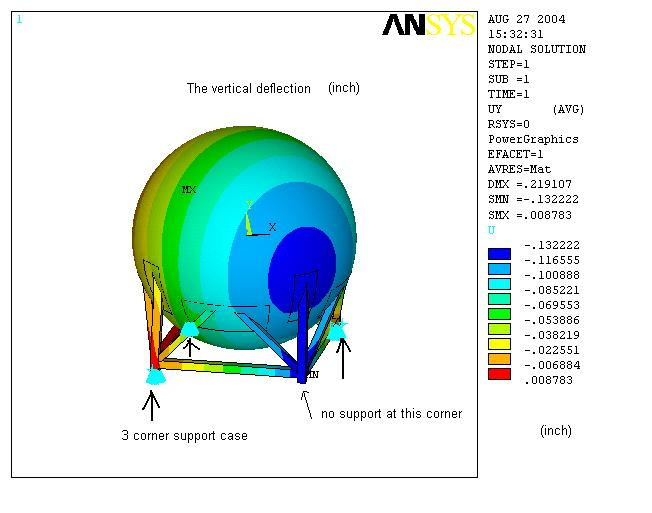 1
ANSYS
The vertical deflection (inch)
MX
Y
X
MN
no support at this corner
3 corner support case
AUG 27 2004
15:32:31
NODAL SOLUTION
STEP=1
SUB =1
TIME=1
UY (AVG)
RSYS=0
PowerGraphics
EFACET=1
AVRES=Mat
DMX =.219107
SMN =-.132222
SMX =.008783
U
-.132222
-.116555
-.100888
-.085221
-.069553
-.053886
-.038219
-.022551
-.006884
.008783
(inch)